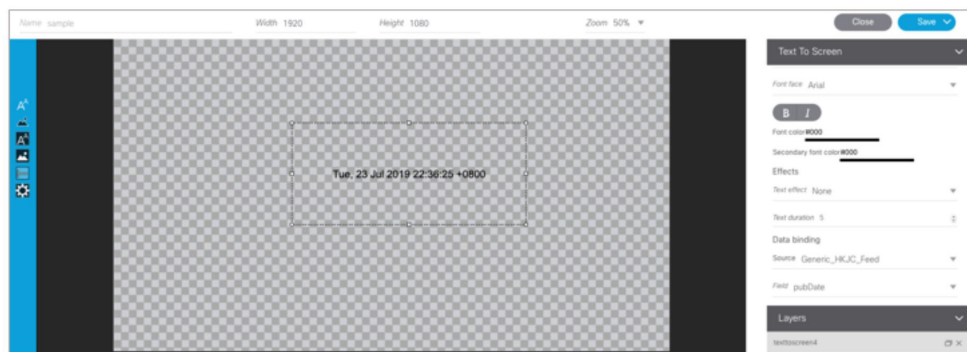 Name sample Width 1920 Height 1080 Zoom 50% Close Save
Text To Screen
Font face Arial
B I
Font color#000
Secondary font color#000
Effects
Text effect None
Text duration 5
Data binding
Source Generic_HKJC_Feed
Field pubDate
Layers
texttoscreen4
A^A
A^A
Tue, 23 Jul 2019 22:36:25 +0800